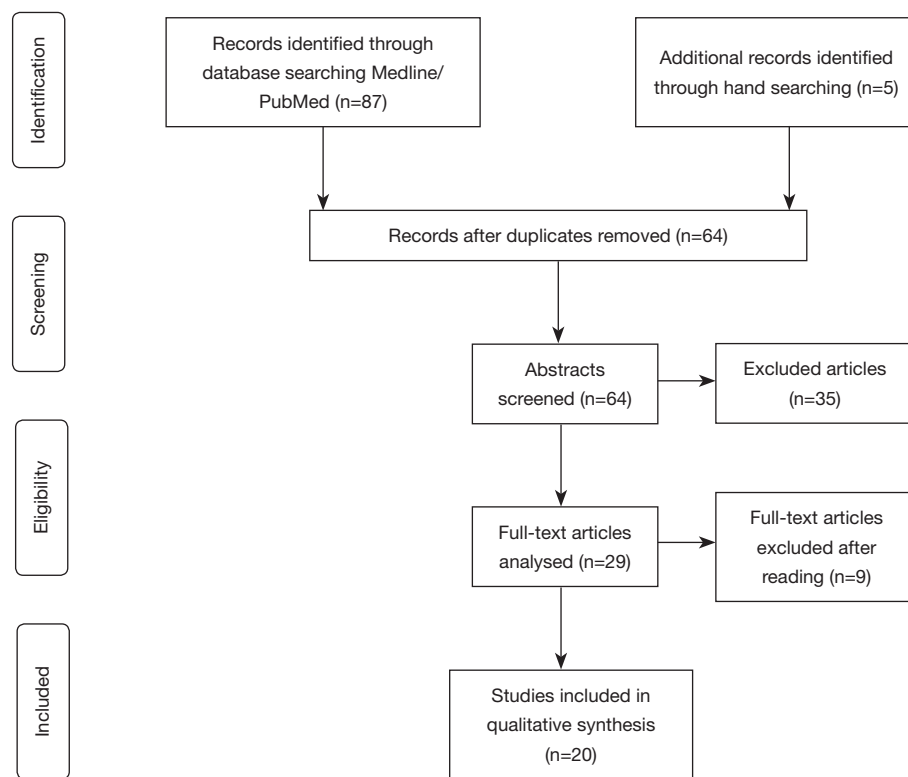 Identification
Records identified through
database searching Medline/
PubMed (n=87)
Additional records identified
through hand searching (n=5)
Screening
Records after duplicates removed (n=64)
Abstracts
screened (n=64)
Excluded articles
(n=35)
Eligibility
Full-text articles
analysed (n=29)
Full-text articles
excluded after
reading (n=9)
Included
Studies included in
qualitative synthesis
(n=20)